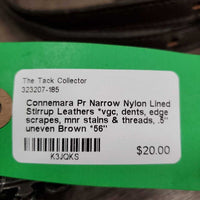 The Tack Collector
323207-185
Connemara Pr Narrow Nylon Lined
Stirrup Leathers *vgc, dents, edge
scrapes, mnr stains & threads, .5"
uneven Brown *56"
K3JQKS
$20.00